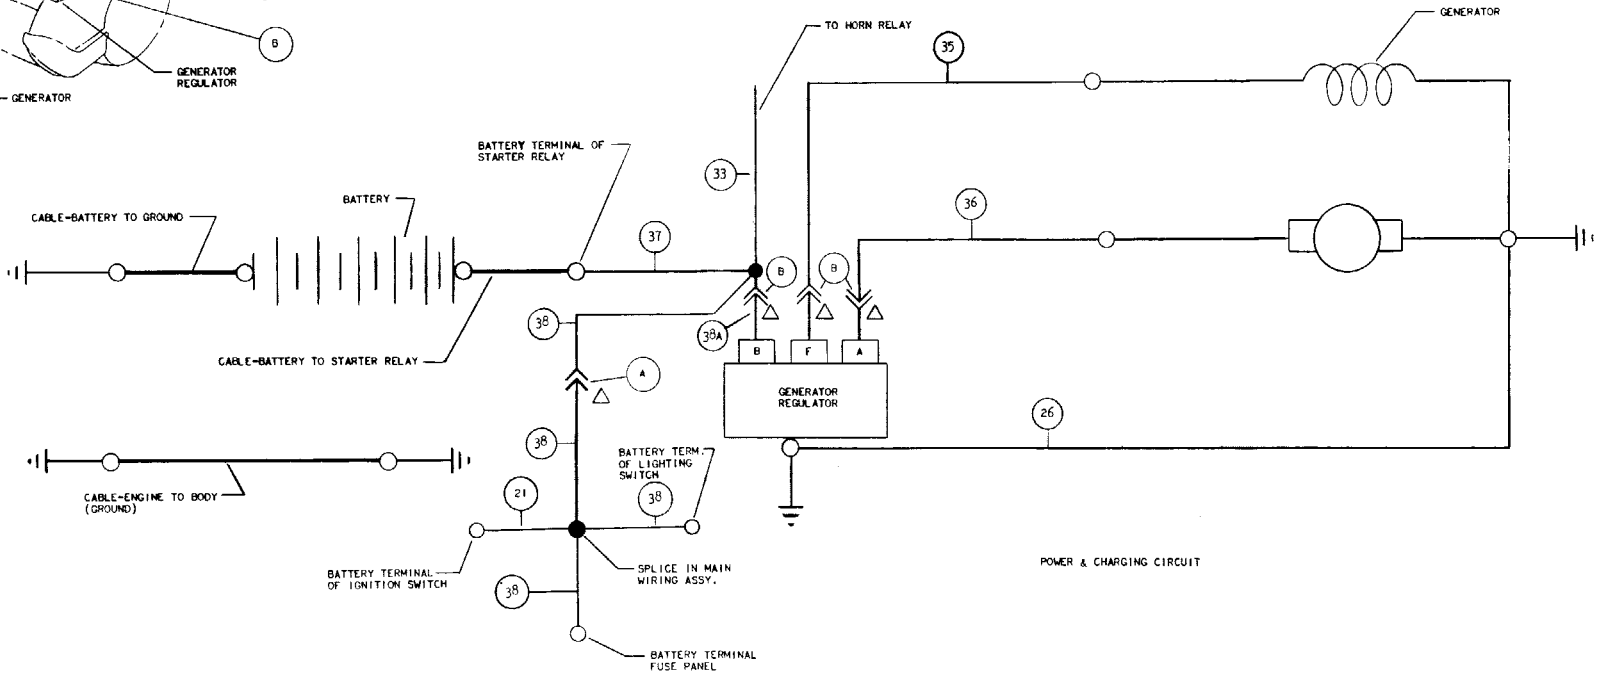 B
GENERATOR
REGULATOR
GENERATOR
TO HORN RELAY
35
GENERATOR
BATTERY TERMINAL OF
STARTER RELAY
33
BATTERY
CABLE-BATTERY TO GROUND
37
36
B
B
38
38A
CABLE-BATTERY TO STARTER RELAY
B
F
A
A
GENERATOR
REGULATOR
26
38
BATTERY TERM.
OF LIGHTING
SWITCH
CABLE-ENGINE TO BODY
(GROUND)
21
38
BATTERY TERMINAL
OF IGNITION SWITCH
SPLICE IN MAIN
WIRING ASSY.
38
POWER & CHARGING CIRCUIT
BATTERY TERMINAL
FUSE PANEL